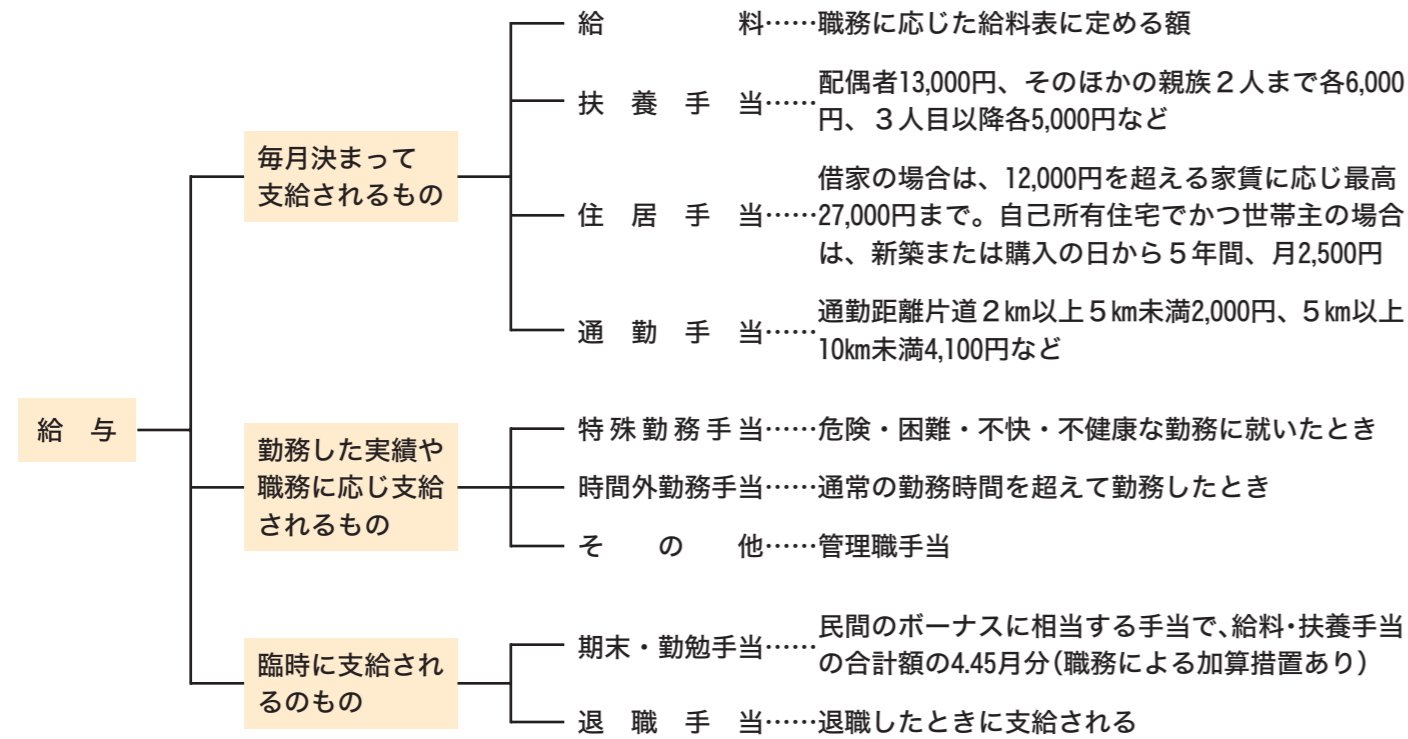 給与
毎月決まって
支給されるもの
給料……職務に応じた給料表に定める額
扶養手当……配偶者13,000円、そのほかの親族２人まで各6,000
円、３人目以降各5,000円など
住居手当……借家の場合は、12,000円を超える家賃に応じ最高
27,000円まで。自己所有住宅でかつ世帯主の場合
は、新築または購入の日から５年間、月2,500円
通勤手当……通勤距離片道２㎞以上５㎞未満2,000円、５㎞以上
10㎞未満4,100円など
勤務した実績や
職務に応じ支給
されるもの
特殊勤務手当……危険・困難・不快・不健康な勤務に就いたとき
時間外勤務手当……通常の勤務時間を超えて勤務したとき
その他……管理職手当
臨時に支給され
るのもの
期末・勤勉手当……民間のボーナスに相当する手当で、給料・扶養手当
の合計額の4.45月分（職務による加算措置あり）
退職手当……退職したときに支給される